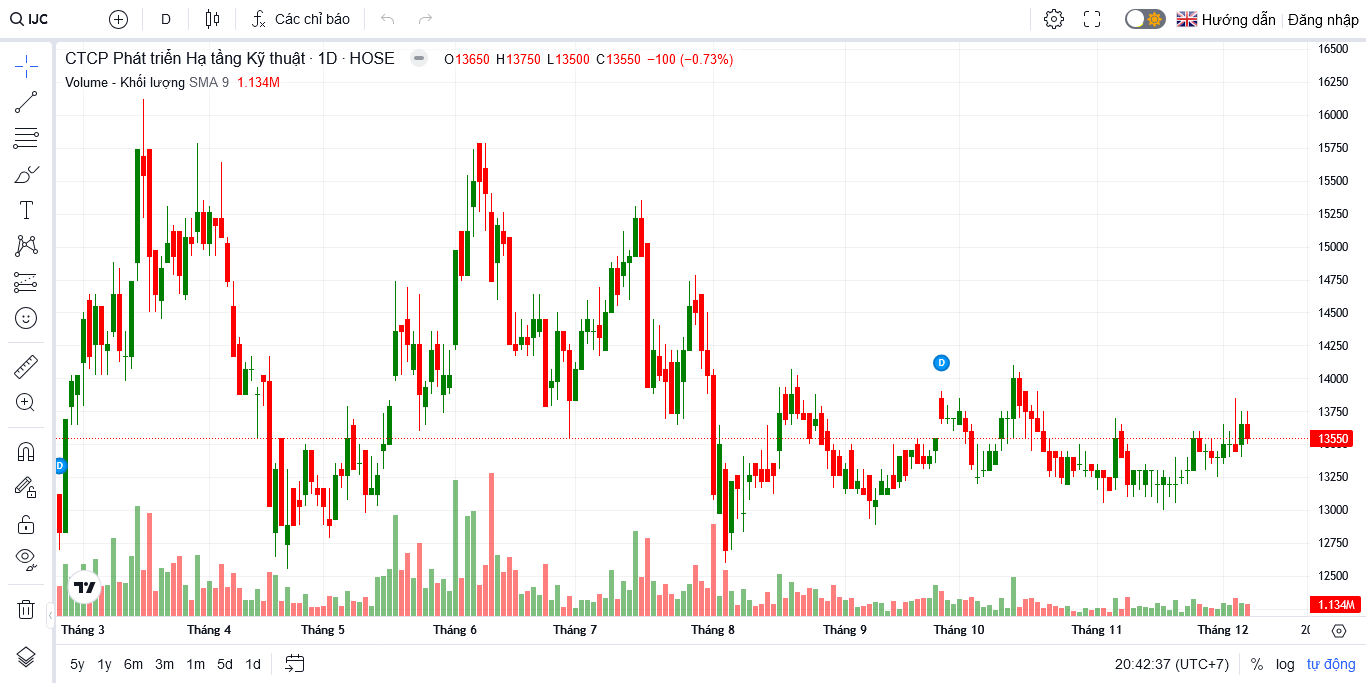 IJC D Các chỉ báo Hướng dẫn Đăng nhập
CTCP Phát triển Hạ tầng Kỹ thuật · 1D · HOSE O13650 H13750 L13500 C13550 −100 (−0.73%)
Volume - Khối lượng SMA 9 1.134M
16500
16250
16000
15750
15500
15250
15000
14750
14500
14250
14000
13750
13550
13250
13000
12750
12500
1.134M
D
D
Tháng 3 Tháng 4 Tháng 5 Tháng 6 Tháng 7 Tháng 8 Tháng 9 Tháng 10 Tháng 11 Tháng 12
5y 1y 6m 3m 1m 5d 1d 20:42:37 (UTC+7) % log tự động